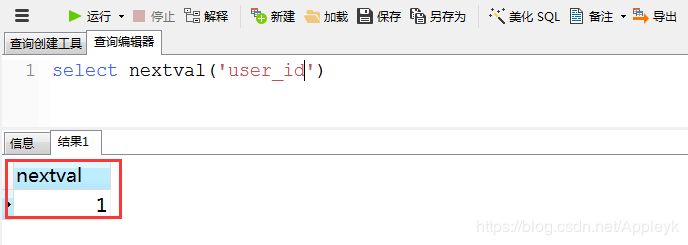 运行 停止 解释 新建 加载 保存 另存为 美化 SQL 备注 导出
查询创建工具 查询编辑器
1 select nextval('user_id')
信息 结果1
nextval
1
https://blog.csdn.net/Appleyk